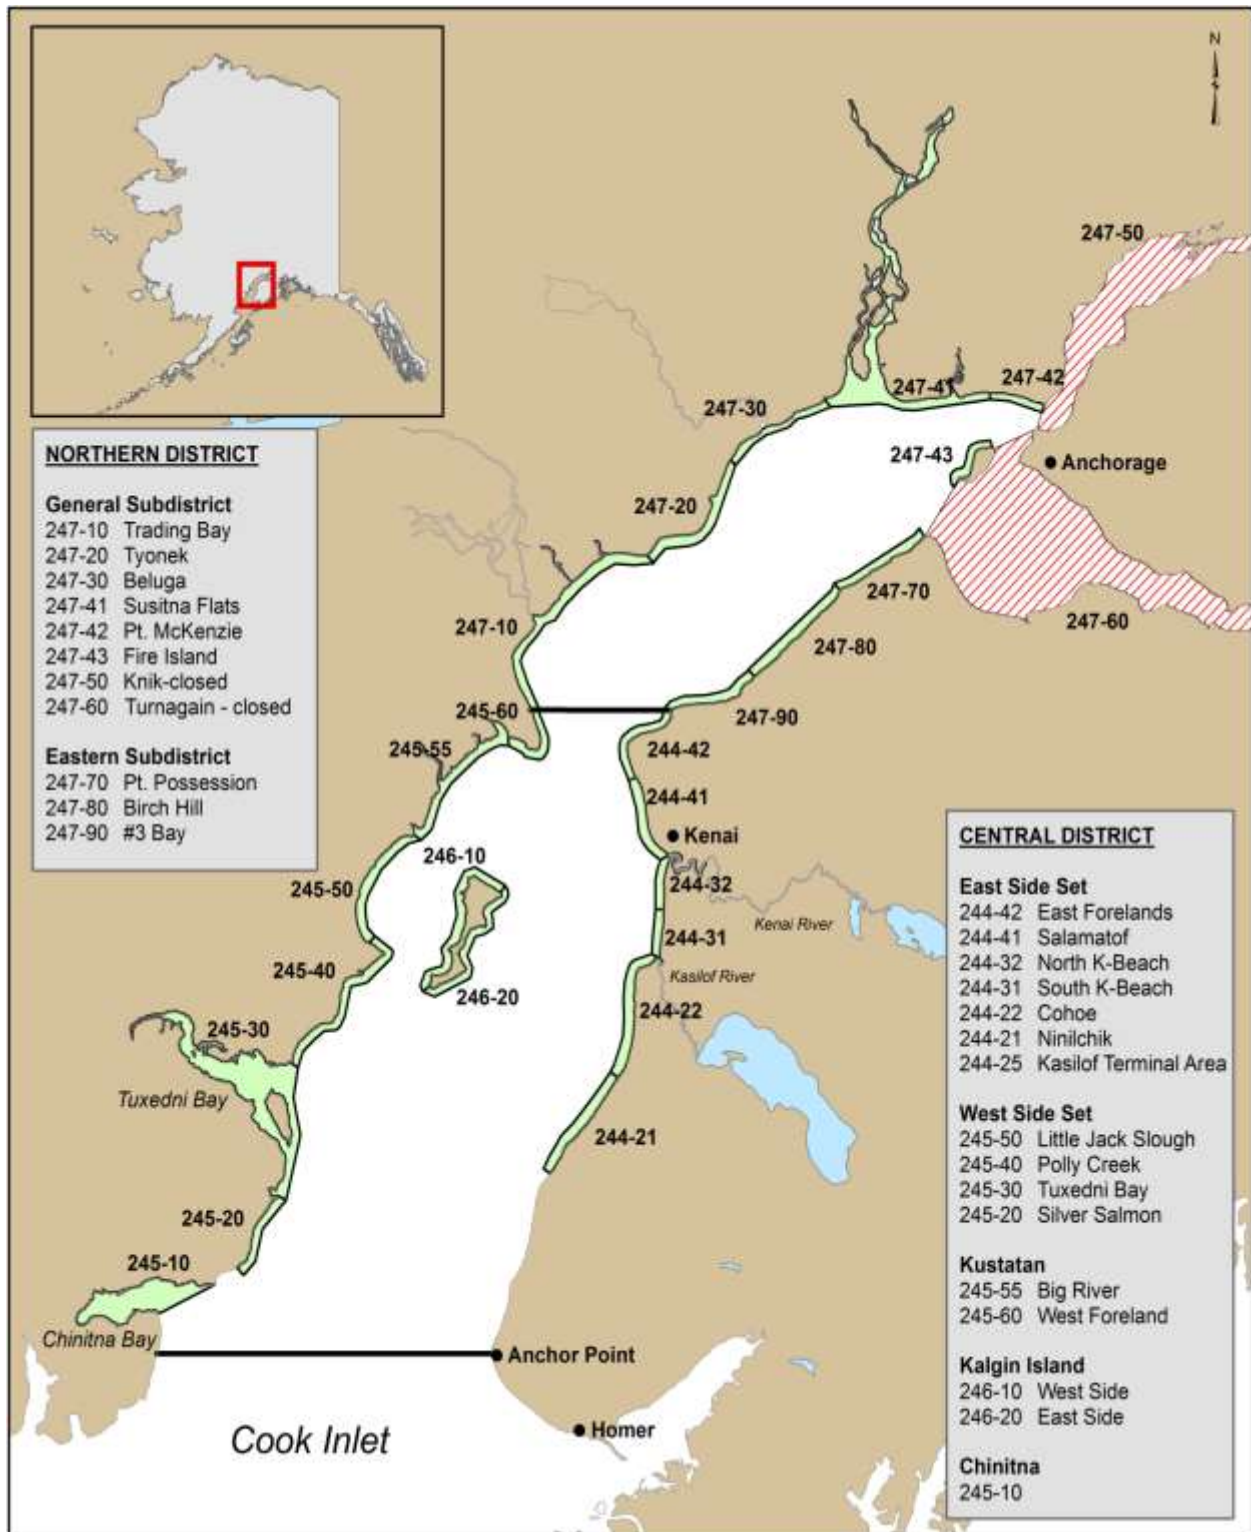 N
247-50
247-41
247-42
247-30
247-43
Anchorage
247-20
247-70
247-10
247-60
247-80
245-60
247-90
245-55
244-42
244-41
Kenai
246-10
244-32
245-50
Kenai River
244-31
245-40
Kasilof River
246-20
244-22
245-30
Tuxedni Bay
244-21
245-20
245-10
Chinitna Bay
Anchor Point
Homer
Cook Inlet
NORTHERN DISTRICT
General Subdistrict
247-10 Trading Bay
247-20 Tyonek
247-30 Beluga
247-41 Susitna Flats
247-42 Pt. McKenzie
247-43 Fire Island
247-50 Knik-closed
247-60 Turnagain - closed
Eastern Subdistrict
247-70 Pt. Possession
247-80 Birch Hill
247-90 #3 Bay
CENTRAL DISTRICT
East Side Set
244-42 East Forelands
244-41 Salamatof
244-32 North K-Beach
244-31 South K-Beach
244-22 Cohoe
244-21 Ninilchik
244-25 Kasilof Terminal Area
West Side Set
245-50 Little Jack Slough
245-40 Polly Creek
245-30 Tuxedni Bay
245-20 Silver Salmon
Kustatan
245-55 Big River
245-60 West Foreland
Kalgin Island
246-10 West Side
246-20 East Side
Chinitna
245-10